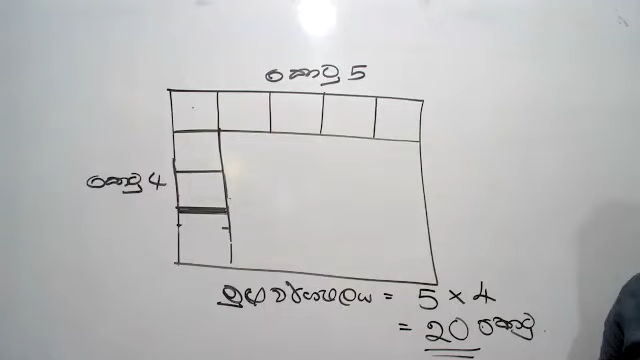 කොටු 5
කොටු 4
මුළු වර්ගඵලය = 5 × 4
= 20 කොටු